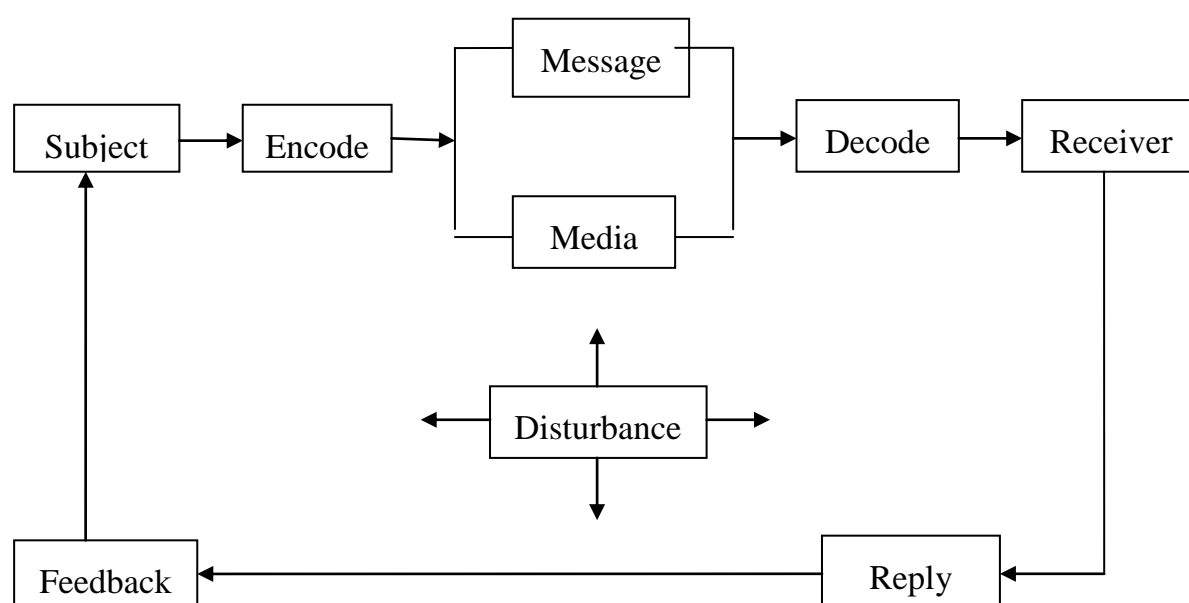 Message
Subject
Encode
Decode
Receiver
Media
Disturbance
Feedback
Reply